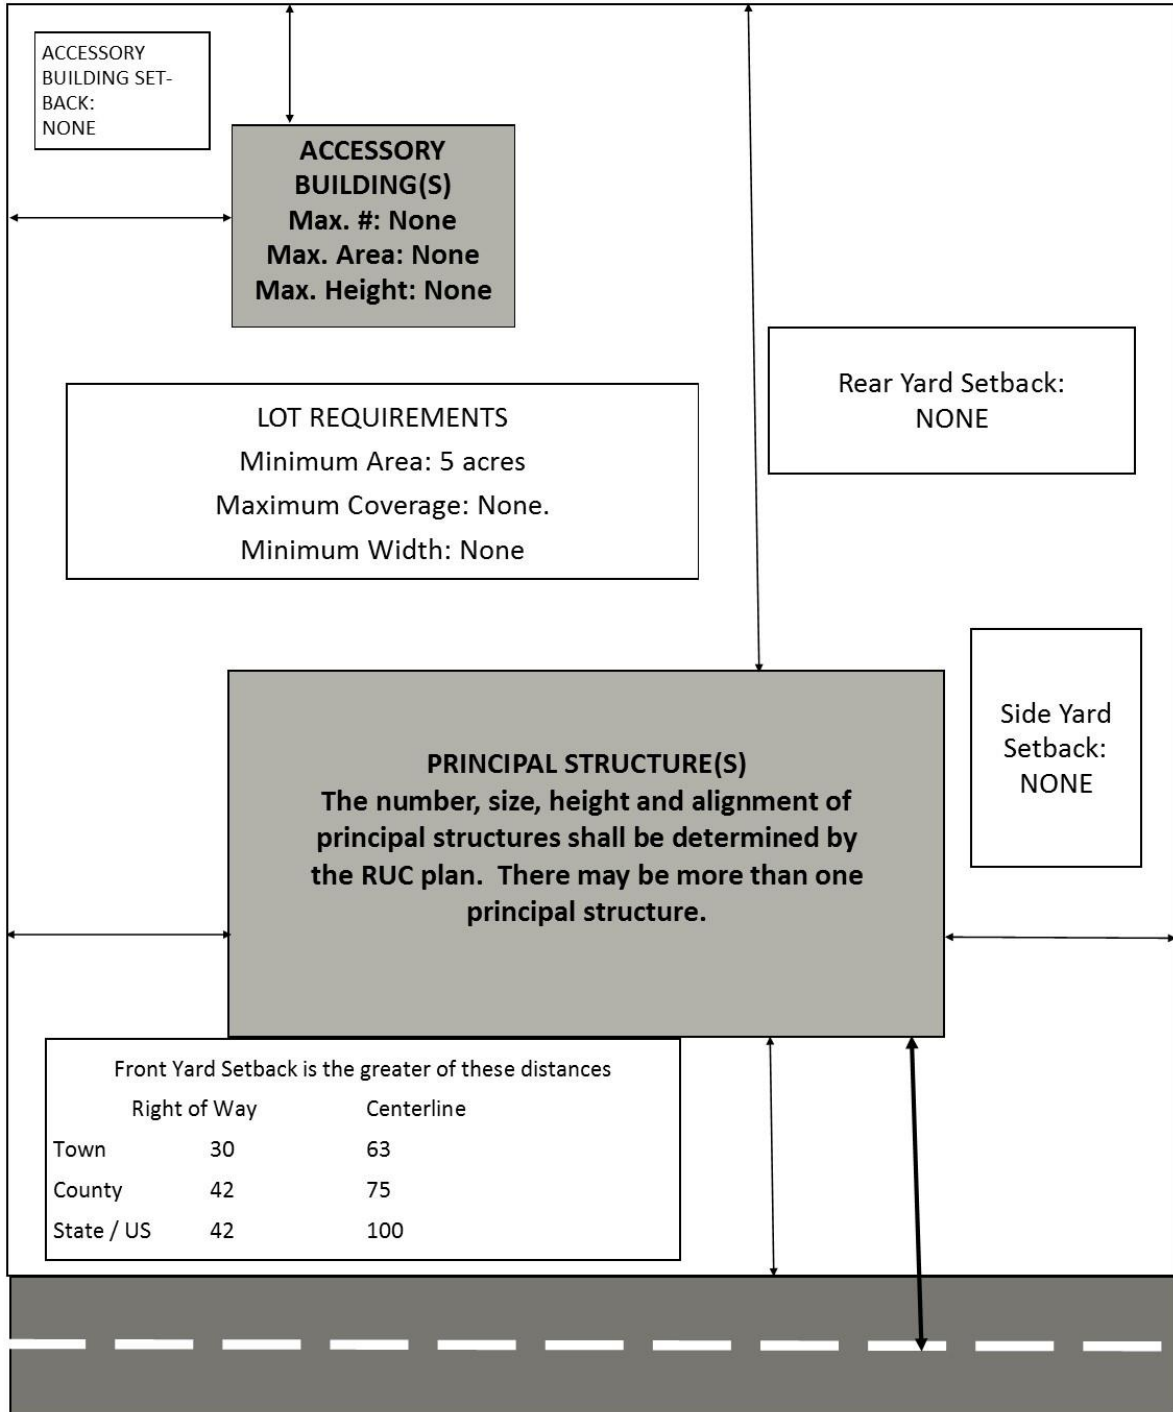 ACCESSORY
BUILDING SET-
BACK:
NONE
ACCESSORY
BUILDING(S)
Max. #: None
Max. Area: None
Max. Height: None
Rear Yard Setback:
NONE
LOT REQUIREMENTS
Minimum Area: 5 acres
Maximum Coverage: None.
Minimum Width: None
Side Yard
Setback:
NONE
PRINCIPAL STRUCTURE(S)
The number, size, height and alignment of
principal structures shall be determined by
the RUC plan.  There may be more than one
principal structure.
Front Yard Setback is the greater of these distances
Right of Way Centerline
Town 30 63
County 42 75
State / US 42 100